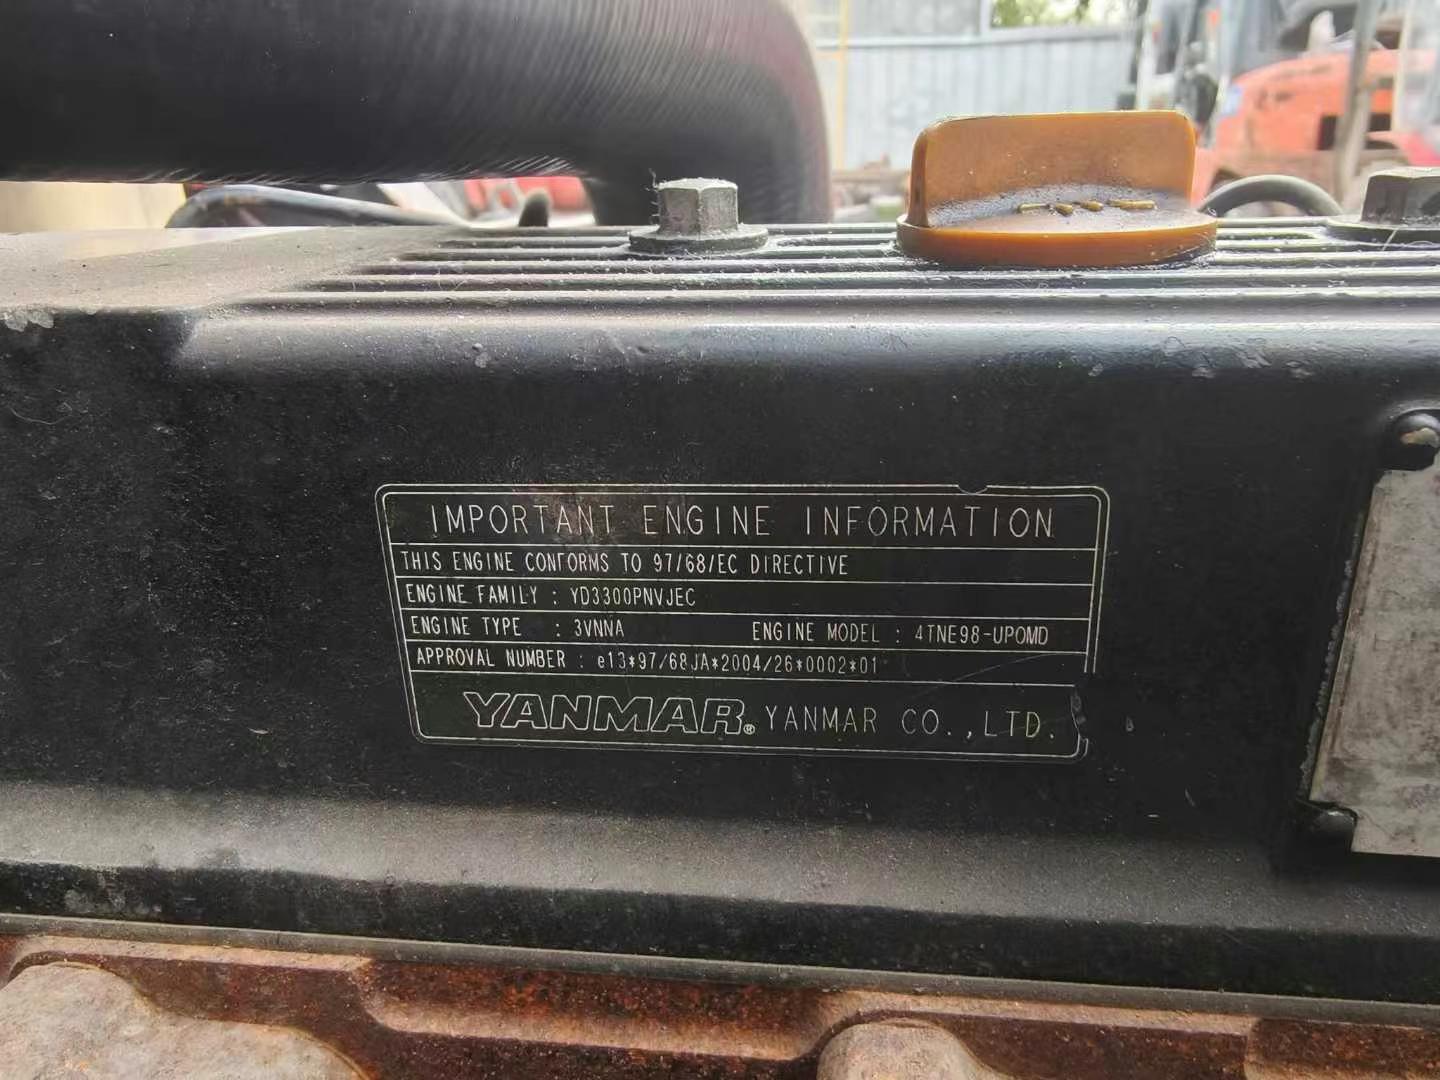 IMPORTANT ENGINE INFORMATION
THIS ENGINE CONFORMS TO 97/68/EC DIRECTIVE
ENGINE FAMILY : YD3300PNVJEC
ENGINE TYPE : 3VNNA ENGINE MODEL : 4TNE98-UPOMD
APPROVAL NUMBER : e13*97/68JA*2004/26*0002*01
YANMAR® YANMAR CO.,LTD.